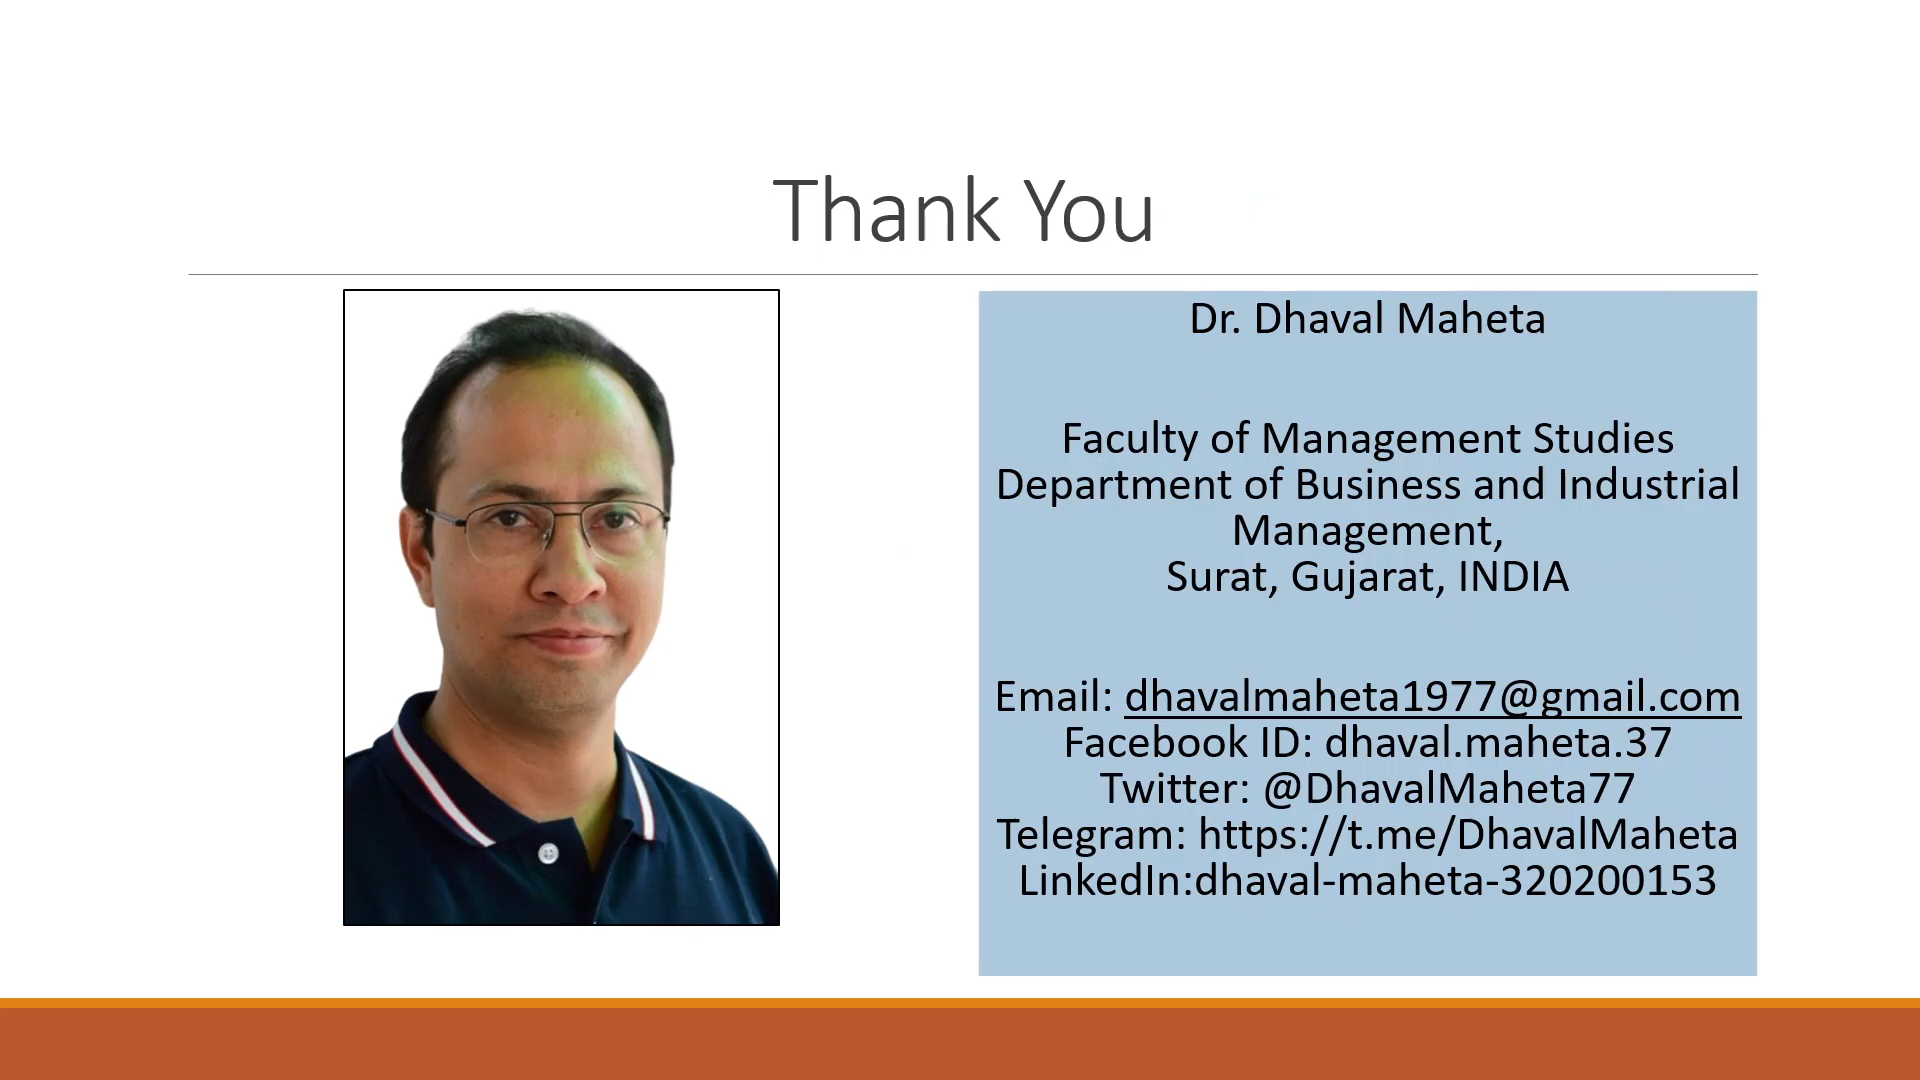 Thank You
Dr. Dhaval Maheta
Faculty of Management Studies
Department of Business and Industrial
Management,
Surat, Gujarat, INDIA
Email: dhavalmaheta1977@gmail.com
Facebook ID: dhaval.maheta.37
Twitter: @DhavalMaheta77
Telegram: https://t.me/DhavalMaheta
LinkedIn:dhaval-maheta-320200153